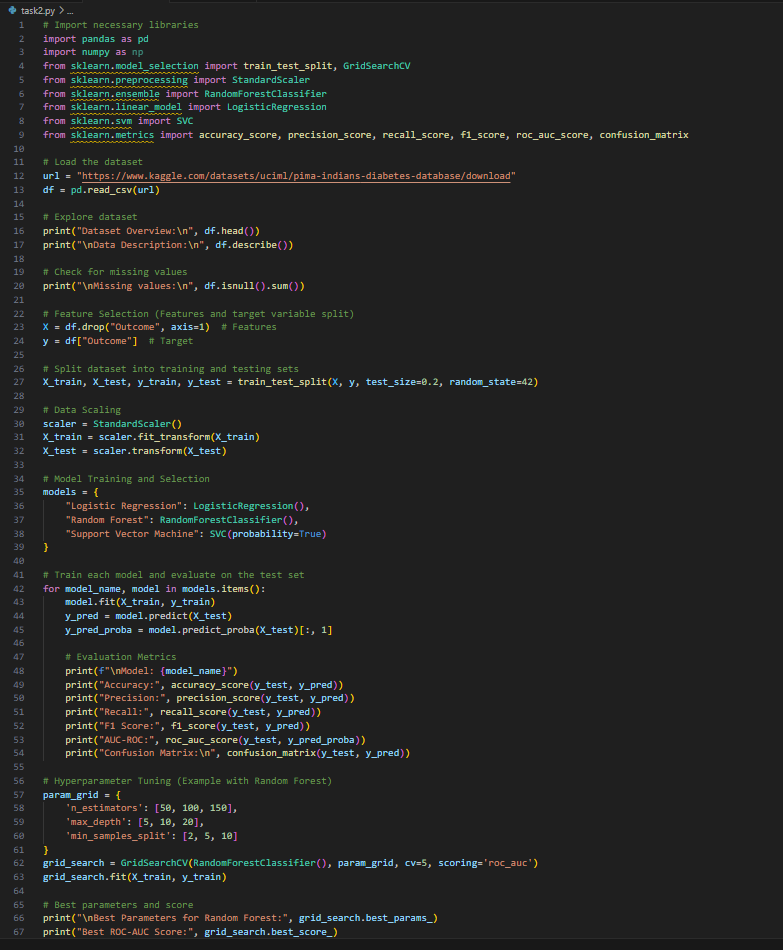 task2.py > ...
1 # Import necessary libraries
2 import pandas as pd
3 import numpy as np
4 from sklearn.model_selection import train_test_split, GridSearchCV
5 from sklearn.preprocessing import StandardScaler
6 from sklearn.ensemble import RandomForestClassifier
7 from sklearn.linear_model import LogisticRegression
8 from sklearn.svm import SVC
9 from sklearn.metrics import accuracy_score, precision_score, recall_score, f1_score, roc_auc_score, confusion_matrix
10
11 # Load the dataset
12 url = "https://www.kaggle.com/datasets/uciml/pima-indians-diabetes-database/download"
13 df = pd.read_csv(url)
14
15 # Explore dataset
16 print("Dataset Overview:\n", df.head())
17 print("\nData Description:\n", df.describe())
18
19 # Check for missing values
20 print("\nMissing values:\n", df.isnull().sum())
21
22 # Feature Selection (Features and target variable split)
23 X = df.drop("Outcome", axis=1)  # Features
24 y = df["Outcome"]  # Target
25
26 # Split dataset into training and testing sets
27 X_train, X_test, y_train, y_test = train_test_split(X, y, test_size=0.2, random_state=42)
28
29 # Data Scaling
30 scaler = StandardScaler()
31 X_train = scaler.fit_transform(X_train)
32 X_test = scaler.transform(X_test)
33
34 # Model Training and Selection
35 models = {
36     "Logistic Regression": LogisticRegression(),
37     "Random Forest": RandomForestClassifier(),
38     "Support Vector Machine": SVC(probability=True)
39 }
40
41 # Train each model and evaluate on the test set
42 for model_name, model in models.items():
43     model.fit(X_train, y_train)
44     y_pred = model.predict(X_test)
45     y_pred_proba = model.predict_proba(X_test)[:, 1]
46
47     # Evaluation Metrics
48     print(f"\nModel: {model_name}")
49     print("Accuracy:", accuracy_score(y_test, y_pred))
50     print("Precision:", precision_score(y_test, y_pred))
51     print("Recall:", recall_score(y_test, y_pred))
52     print("F1 Score:", f1_score(y_test, y_pred))
53     print("AUC-ROC:", roc_auc_score(y_test, y_pred_proba))
54     print("Confusion Matrix:\n", confusion_matrix(y_test, y_pred))
55
56 # Hyperparameter Tuning (Example with Random Forest)
57 param_grid = {
58     'n_estimators': [50, 100, 150],
59     'max_depth': [5, 10, 20],
60     'min_samples_split': [2, 5, 10]
61 }
62 grid_search = GridSearchCV(RandomForestClassifier(), param_grid, cv=5, scoring='roc_auc')
63 grid_search.fit(X_train, y_train)
64
65 # Best parameters and score
66 print("\nBest Parameters for Random Forest:", grid_search.best_params_)
67 print("Best ROC-AUC Score:", grid_search.best_score_)